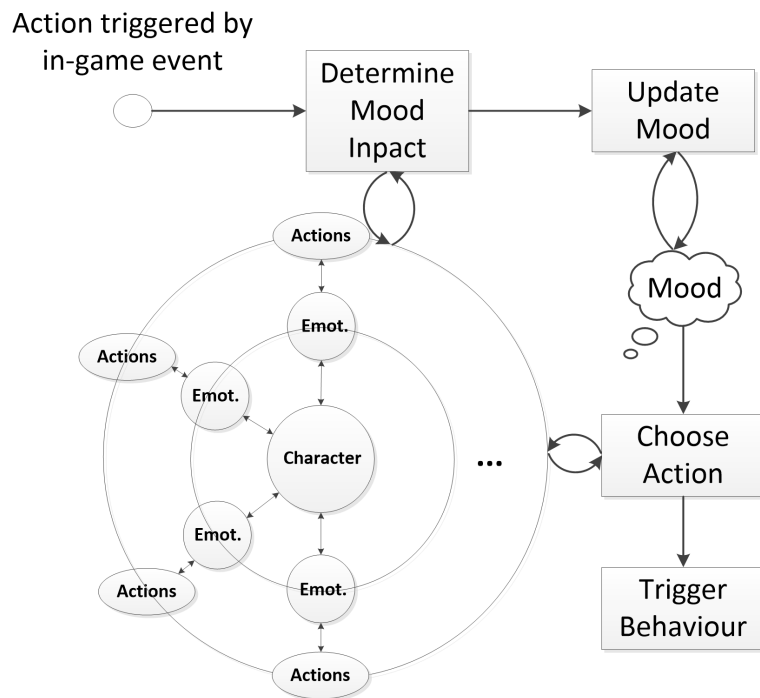 Action triggered by
in-game event
Determine
Mood
Inpact
Update
Mood
Actions
Mood
Emot.
Actions
Emot.
Character
...
Choose
Action
Emot.
Emot.
Actions
Trigger
Behaviour
Actions